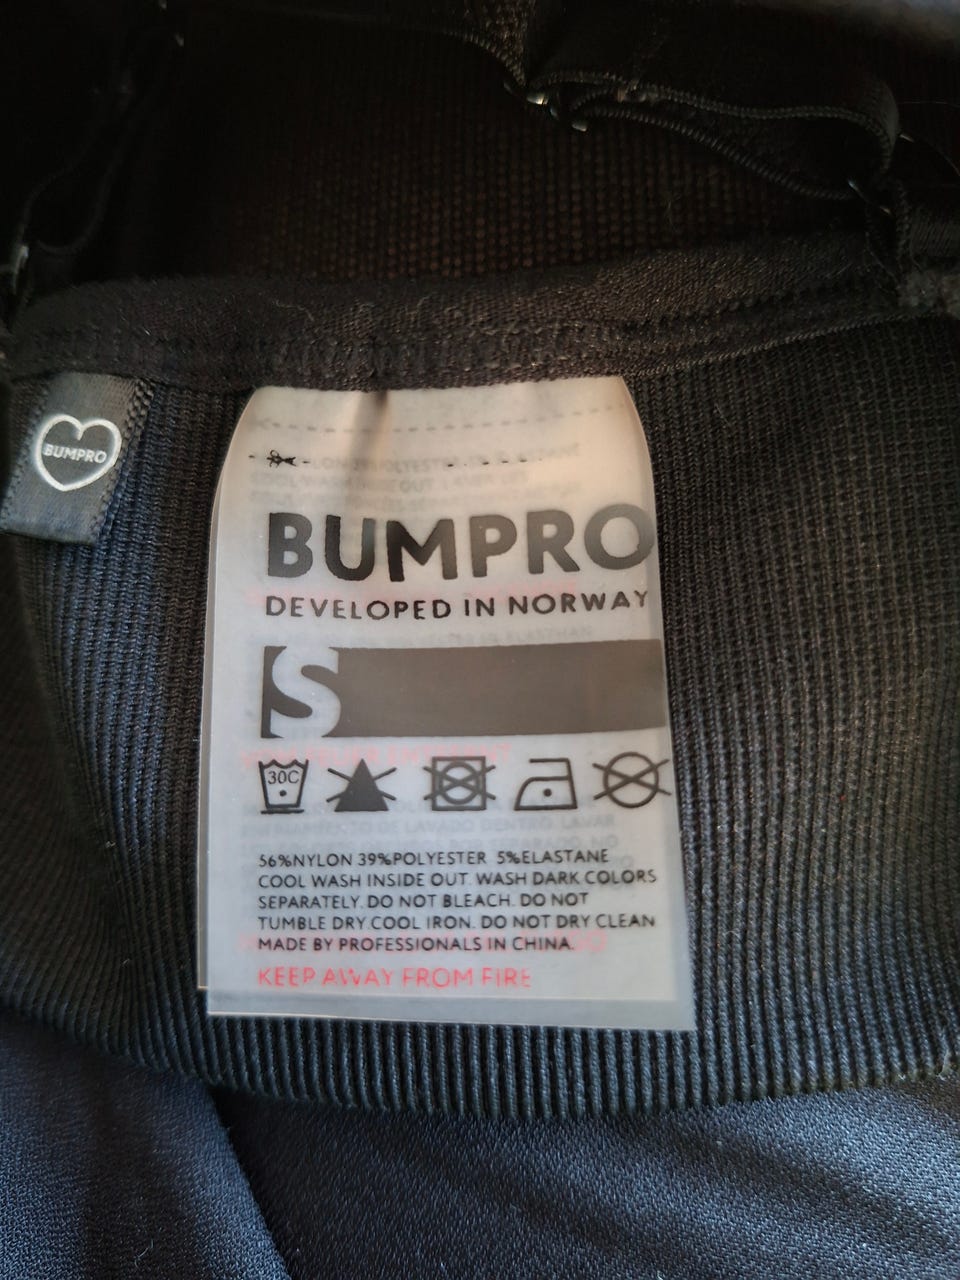 BUMPRO
BUMPRO
DEVELOPED IN NORWAY
S
30C
56%NYLON 39%POLYESTER 5%ELASTANE
COOL WASH INSIDE OUT. WASH DARK COLORS
SEPARATELY. DO NOT BLEACH. DO NOT
TUMBLE DRY. COOL IRON. DO NOT DRY CLEAN
MADE BY PROFESSIONALS IN CHINA.
KEEP AWAY FROM FIRE